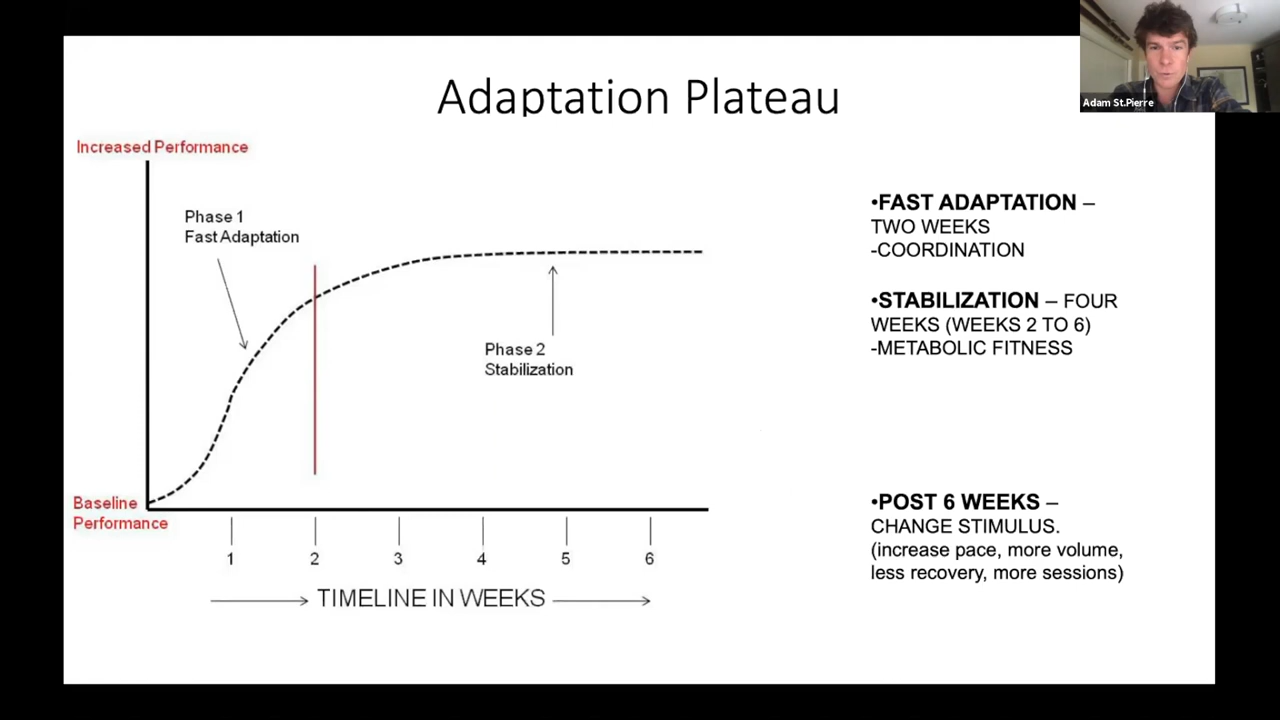 Adaptation Plateau
Adam St.Pierre
Increased Performance
Phase 1
Fast Adaptation
Phase 2
Stabilization
Baseline
Performance
1 2 3 4 5 6
TIMELINE IN WEEKS
•FAST ADAPTATION –
TWO WEEKS
-COORDINATION
•STABILIZATION – FOUR
WEEKS (WEEKS 2 TO 6)
-METABOLIC FITNESS
•POST 6 WEEKS –
CHANGE STIMULUS.
(increase pace, more volume,
less recovery, more sessions)